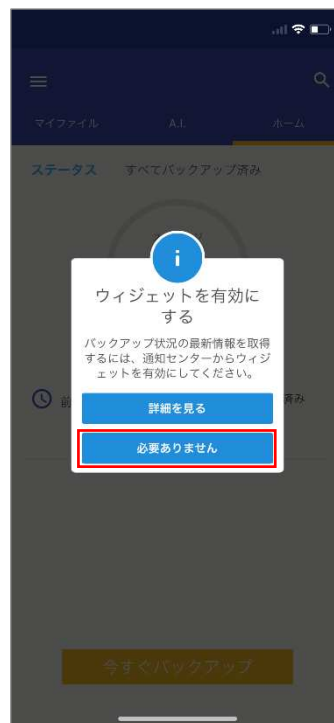 マイファイル A.I. ホーム
ステータス すべてバックアップ済み
i
ウィジェットを有効に
する
バックアップ状況の最新情報を取得
するには、通知センターからウィジ
ェットを有効にしてください。
前 済み
詳細を見る
必要ありません
今すぐバックアップ